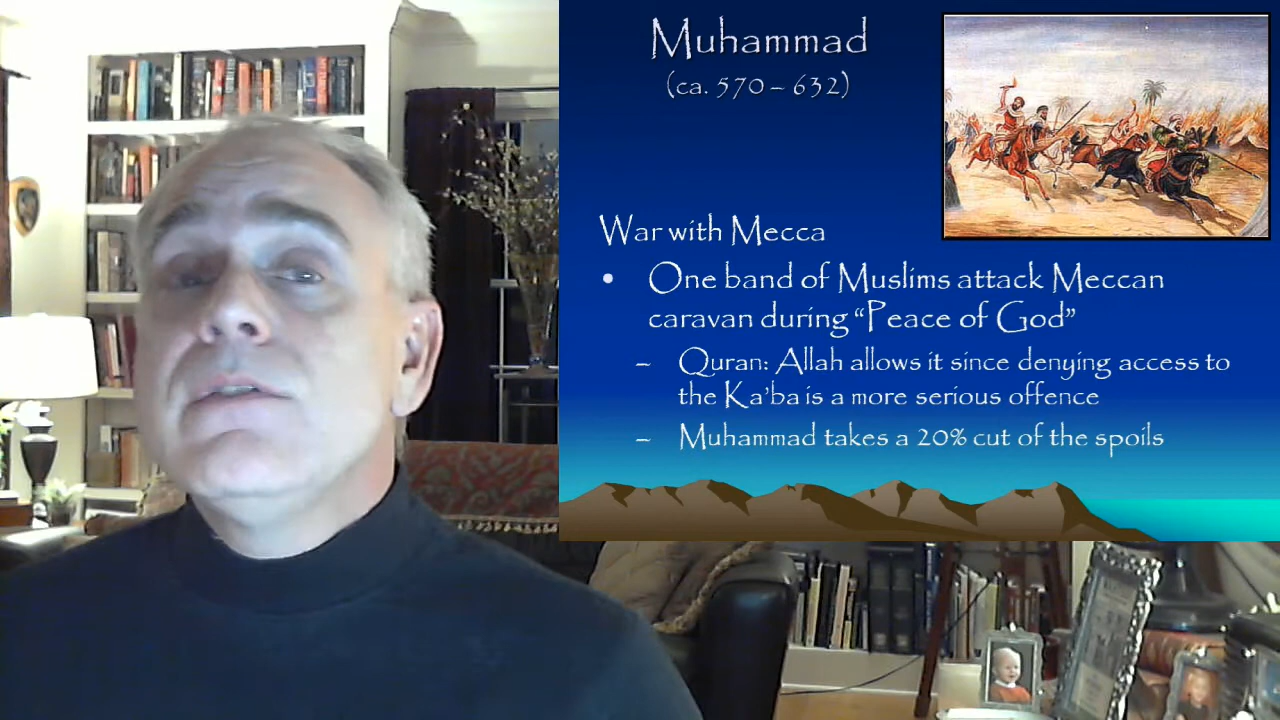 Muhammad
(ca. 570 – 632)
War with Mecca
• One band of Muslims attack Meccan
caravan during “Peace of God”
– Quran: Allah allows it since denying access to
the Ka’ba is a more serious offence
– Muhammad takes a 20% cut of the spoils